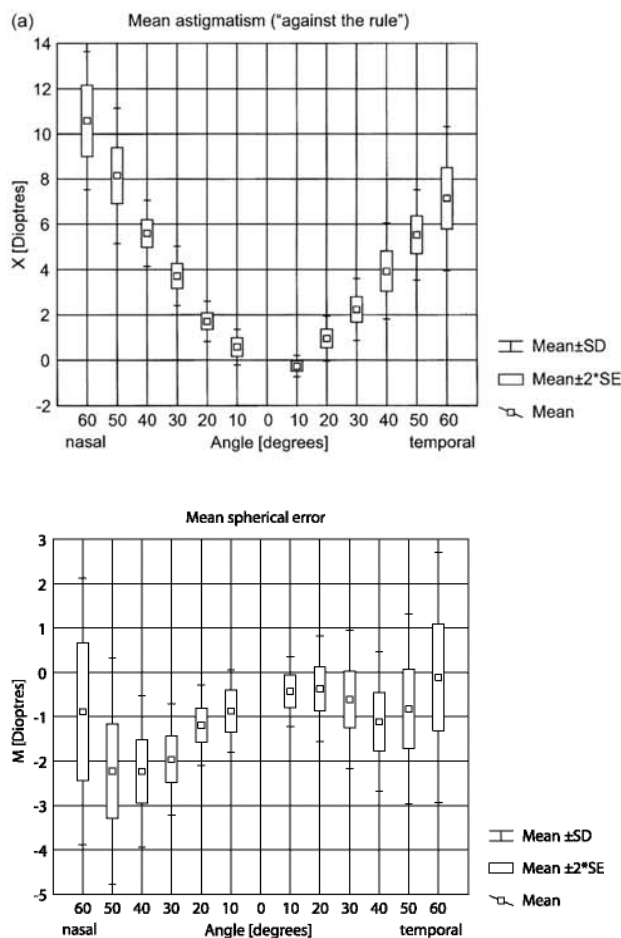 (a) Mean astigmatism ("against the rule")
14
12
10
8
6
4
2
0
-2
X [Dioptres]
60 50 40 30 20 10 0 10 20 30 40 50 60
nasal Angle [degrees] temporal
Mean±SD
Mean±2*SE
Mean
Mean spherical error
3
2
1
0
-1
-2
-3
-4
-5
M [Dioptres]
60 50 40 30 20 10 0 10 20 30 40 50 60
nasal Angle [degrees] temporal
Mean ±SD
Mean ±2*SE
Mean